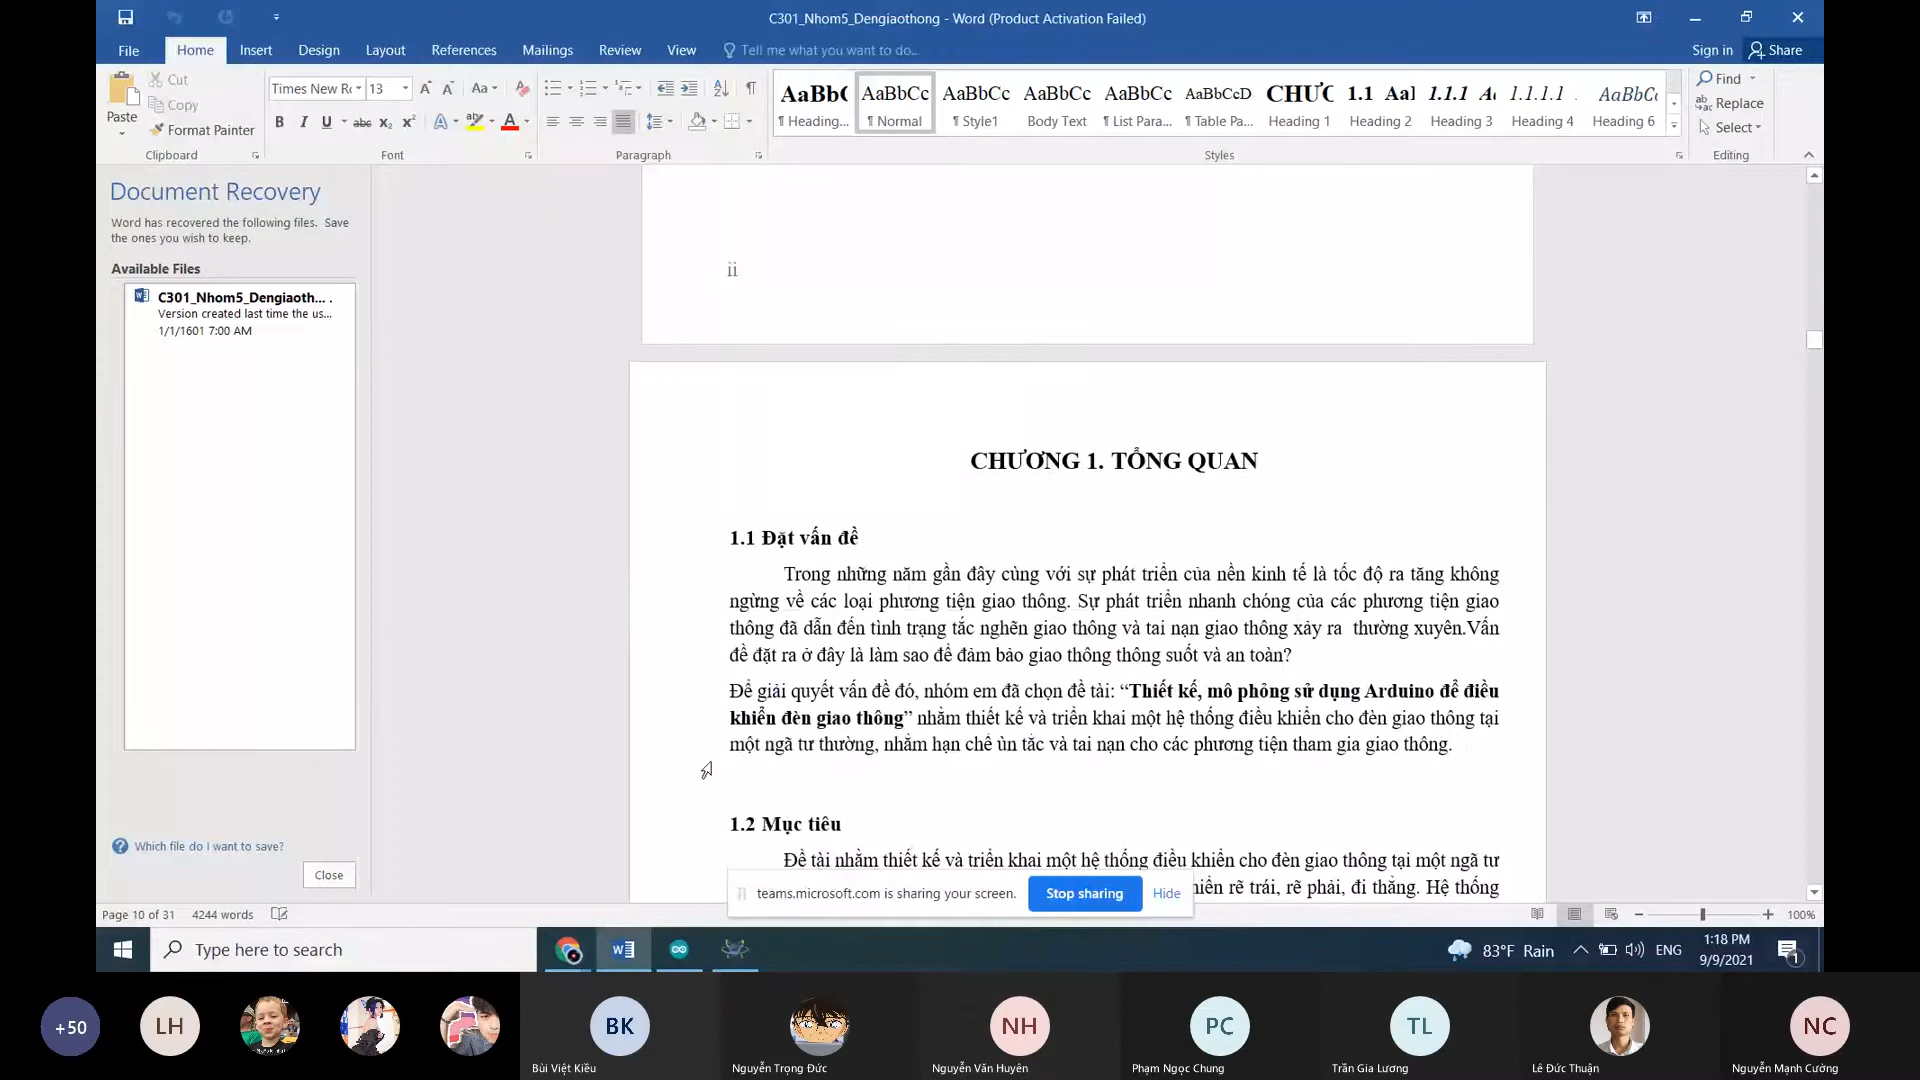 C301_Nhom5_Dengiaothong - Word (Product Activation Failed)
File Home Insert Design Layout References Mailings Review View Tell me what you want to do... Sign in Share
Paste
Cut
Copy
Format Painter
Clipboard
Times New Ro 13
Font
Paragraph
AaBbC AaBbCc AaBbCc AaBbCc AaBbCc AaBbCcD CHƯƠ 1.1 AaB 1.1.1 1.1.1.1 AaBbCc
¶ Heading... ¶ Normal ¶ Style1 Body Text ¶ List Para... ¶ Table Pa... Heading 1 Heading 2 Heading 3 Heading 4 Heading 6
Styles
Find
Replace
Select
Editing
Document Recovery
Word has recovered the following files. Save
the ones you wish to keep.
Available Files
C301_Nhom5_Dengiaoth... .
Version created last time the us...
1/1/1601 7:00 AM
Which file do I want to save?
Close
ii
CHƯƠNG 1. TỔNG QUAN
1.1 Đặt vấn đề
Trong những năm gần đây cùng với sự phát triển của nền kinh tế là tốc độ ra tăng không
ngừng về các loại phương tiện giao thông. Sự phát triển nhanh chóng của các phương tiện giao
thông đã dẫn đến tình trạng tắc nghẽn giao thông và tai nạn giao thông xảy ra thường xuyên.Vấn
đề đặt ra ở đây là làm sao để đảm bảo giao thông thông suốt và an toàn?
Để giải quyết vấn đề đó, nhóm em đã chọn đề tài: “Thiết kế, mô phỏng sử dụng Arduino để điều
khiển đèn giao thông” nhằm thiết kế và triển khai một hệ thống điều khiển cho đèn giao thông tại
một ngã tư thường, nhằm hạn chế ùn tắc và tai nạn cho các phương tiện tham gia giao thông.
1.2 Mục tiêu
Đề tài nhằm thiết kế và triển khai một hệ thống điều khiển cho đèn giao thông tại một ngã tư
rẽ trái, rẽ phải, đi thẳng. Hệ thống
teams.microsoft.com is sharing your screen. Stop sharing Hide
Page 10 of 31 4244 words 100%
Type here to search
83°F Rain ENG
1:18 PM
9/9/2021
1
+50 LH BK NH PC TL NC
Bùi Việt Kiều Nguyễn Trọng Đức Nguyễn Văn Huyên Phạm Ngọc Chung Trần Gia Lương Lê Đức Thuận Nguyễn Mạnh Cường